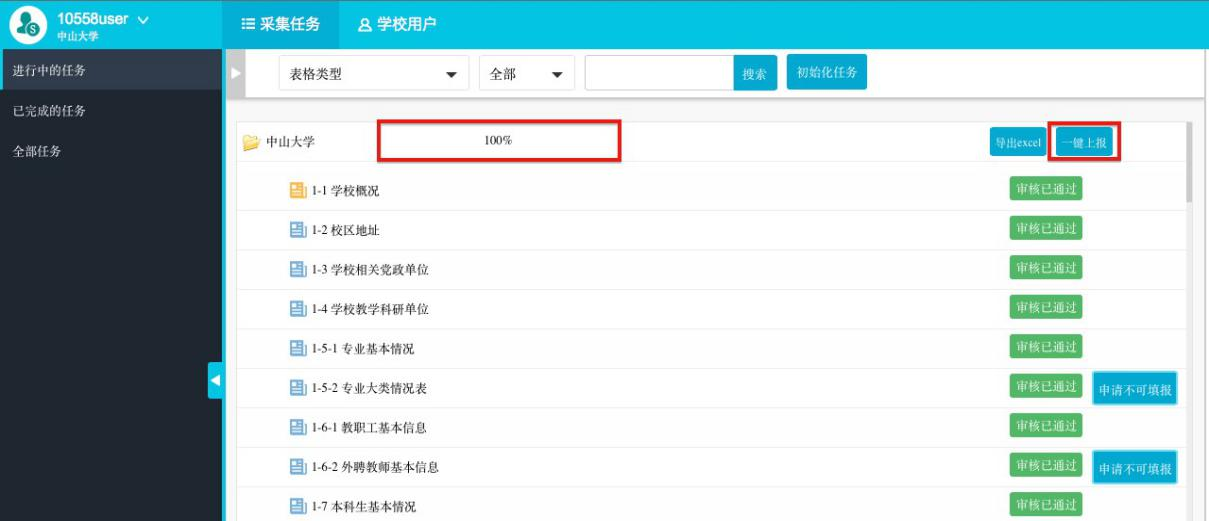 10558user
中山大学
采集任务
学校用户
进行中的任务
已完成的任务
全部任务
表格类型
全部
搜索
初始化任务
中山大学
100%
导出excel
一键上报
1-1 学校概况
审核已通过
1-2 校区地址
审核已通过
1-3 学校相关党政单位
审核已通过
1-4 学校教学科研单位
审核已通过
1-5-1 专业基本情况
审核已通过
1-5-2 专业大类情况表
审核已通过
申请不可填报
1-6-1 教职工基本信息
审核已通过
1-6-2 外聘教师基本信息
审核已通过
申请不可填报
1-7 本科生基本情况
审核已通过